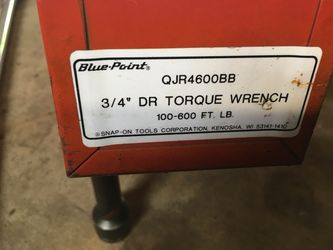 Blue-Point®
QJR4600BB
3/4" DR TORQUE WRENCH
100-600 FT. LB.
®SNAP-ON TOOLS CORPORATION, KENOSHA, WI 53141-1410